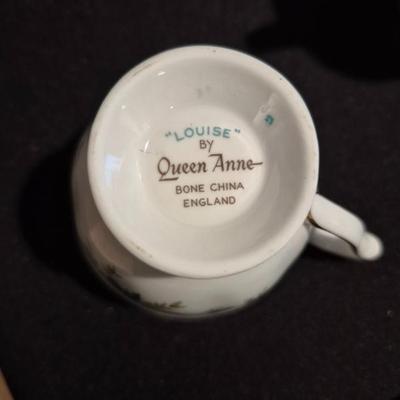 "LOUISE"
BY
Queen Anne
BONE CHINA
ENGLAND